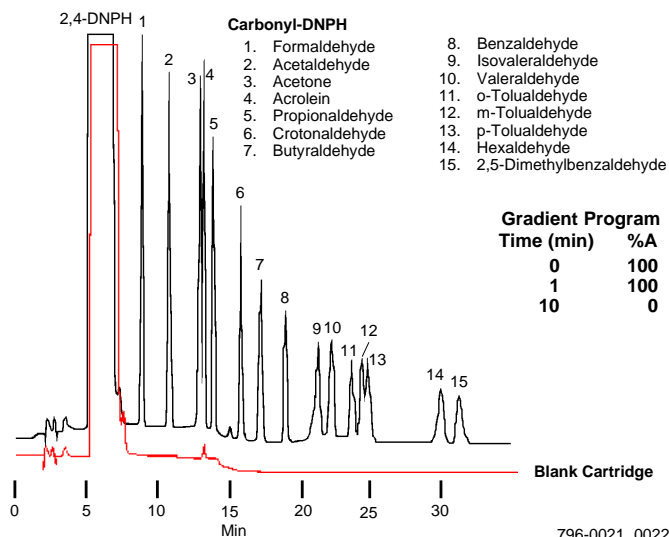 2,4-DNPH
1
2
3
4
5
6
7
8
9
10
11
12
13
14
15
Carbonyl-DNPH
1. Formaldehyde
2. Acetaldehyde
3. Acetone
4. Acrolein
5. Propionaldehyde
6. Crotonaldehyde
7. Butyraldehyde
8. Benzaldehyde
9. Isovaleraldehyde
10. Valeraldehyde
11. o-Tolualdehyde
12. m-Tolualdehyde
13. p-Tolualdehyde
14. Hexaldehyde
15. 2,5-Dimethylbenzaldehyde
Gradient Program
Time (min) %A
0 100
1 100
10 0
Blank Cartridge
0 5 10 15 20 25 30
Min
796-0021, 0022